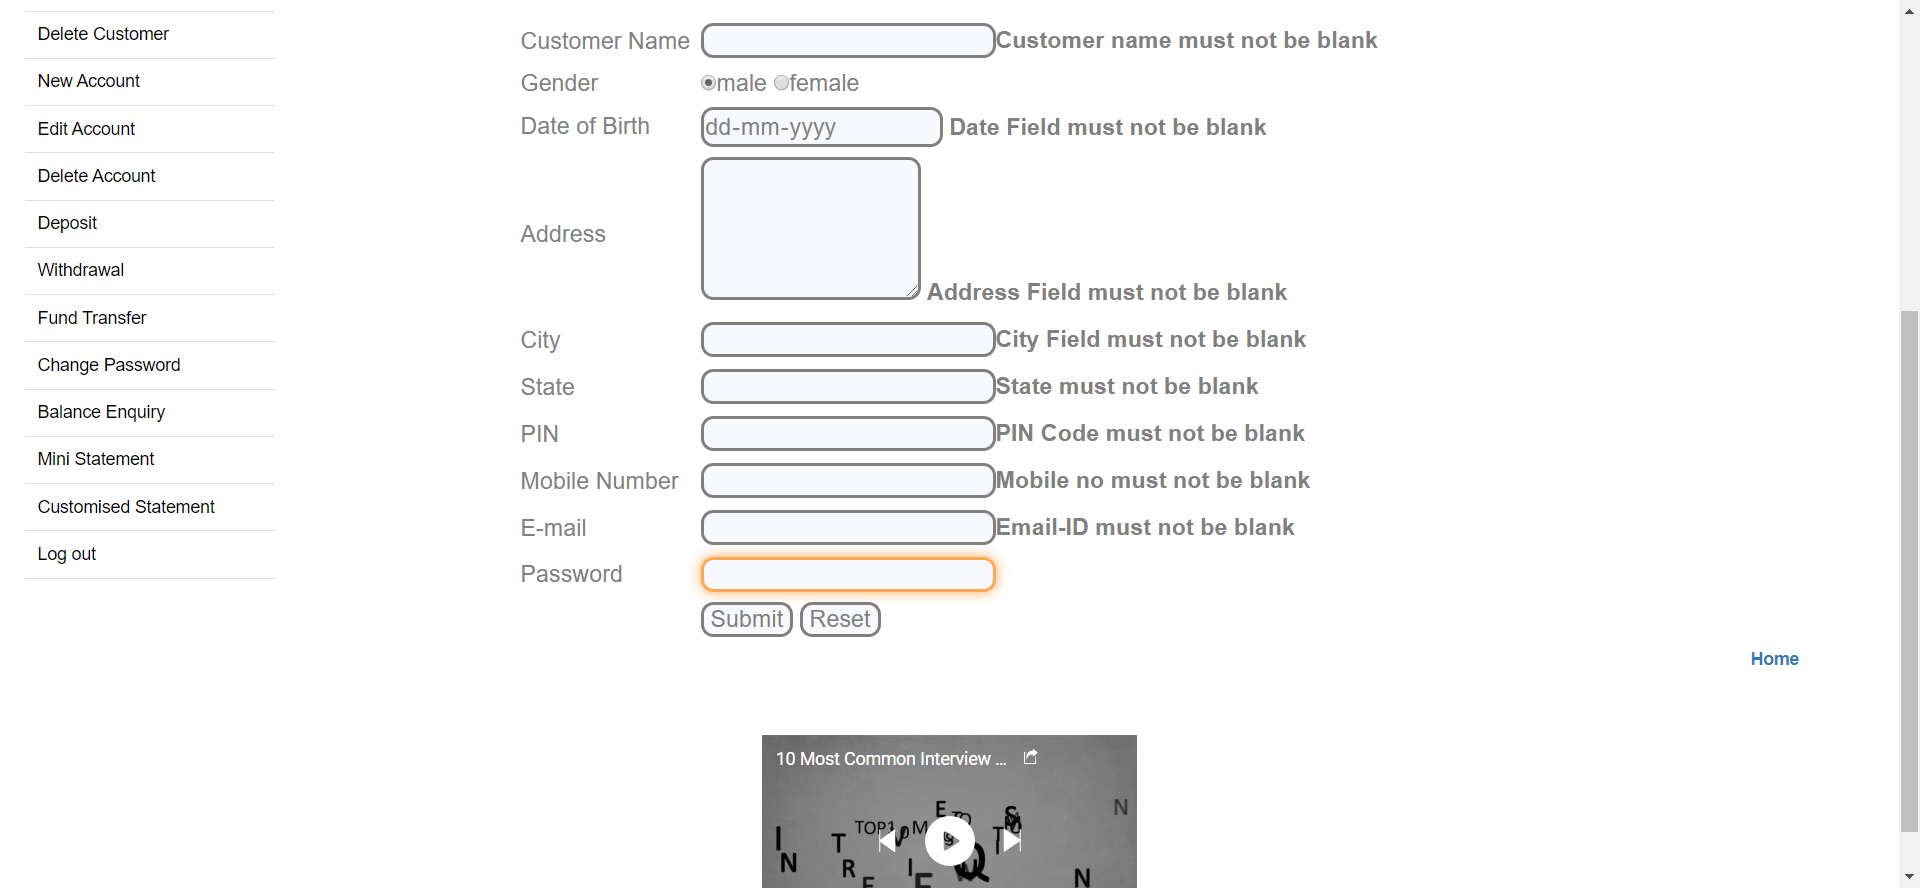 Delete Customer
New Account
Edit Account
Delete Account
Deposit
Withdrawal
Fund Transfer
Change Password
Balance Enquiry
Mini Statement
Customised Statement
Log out
Customer Name Customer name must not be blank
Gender male female
Date of Birth dd-mm-yyyy Date Field must not be blank
Address Address Field must not be blank
City City Field must not be blank
State State must not be blank
PIN PIN Code must not be blank
Mobile Number Mobile no must not be blank
E-mail Email-ID must not be blank
Password
Submit Reset
Home
10 Most Common Interview ...